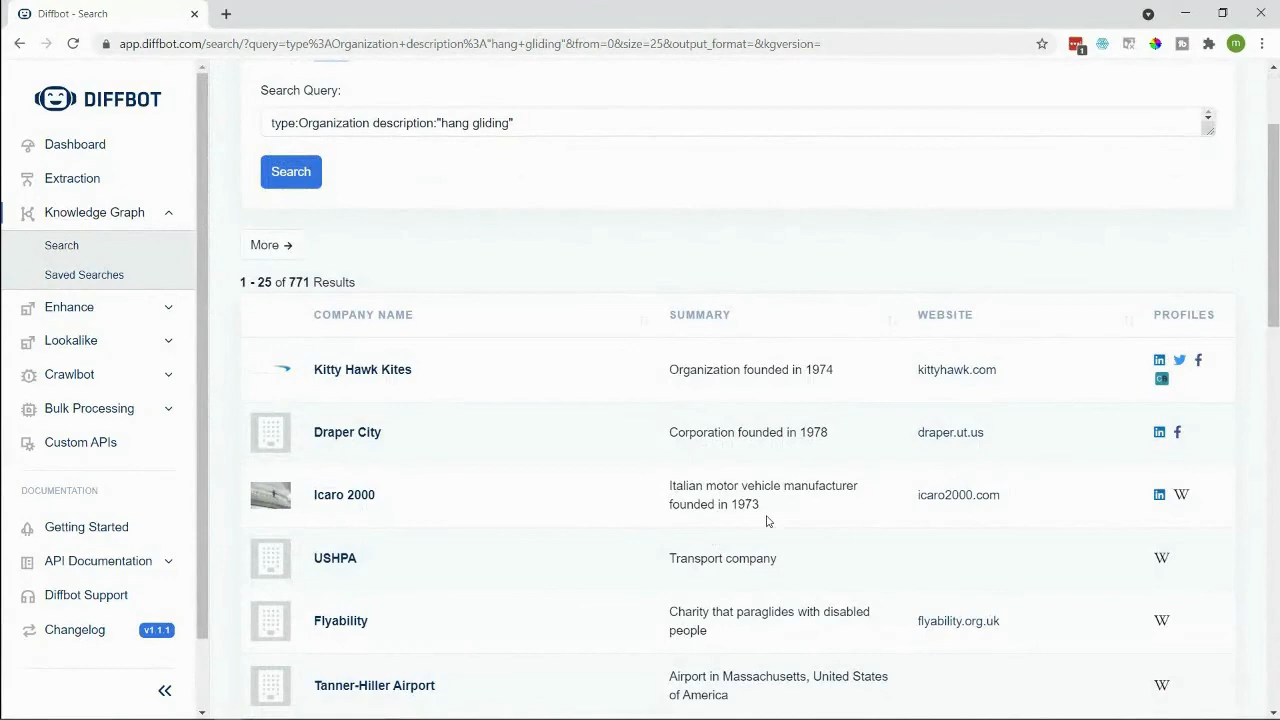 Diffbot - Search
app.diffbot.com/search/?query=type%3AOrganization+description%3A"hang+gliding"&from=0&size=25&output_format=&kgversion=
1
m
DIFFBOT
Dashboard
Extraction
Knowledge Graph
Search
Saved Searches
Enhance
Lookalike
Crawlbot
Bulk Processing
Custom APIs
DOCUMENTATION
Getting Started
API Documentation
Diffbot Support
Changelog v1.1.1
Search Query:
type:Organization description:"hang gliding"
Search
More →
1 - 25 of 771 Results
COMPANY NAME SUMMARY WEBSITE PROFILES
Kitty Hawk Kites Organization founded in 1974 kittyhawk.com
Draper City Corporation founded in 1978 draper.ut.us
Icaro 2000 Italian motor vehicle manufacturer icaro2000.com
founded in 1973
USHPA Transport company
Flyability Charity that paraglides with disabled flyability.org.uk
people
Tanner-Hiller Airport Airport in Massachusetts, United States
of America